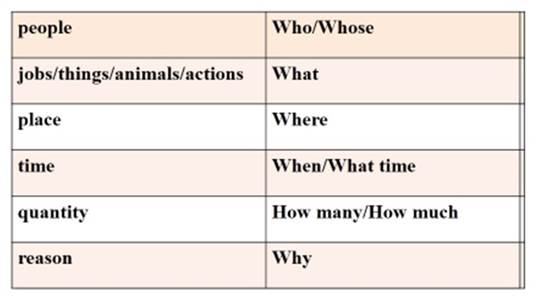 people Who/Whose
jobs/things/animals/actions What
place Where
time When/What time
quantity How many/How much
reason Why